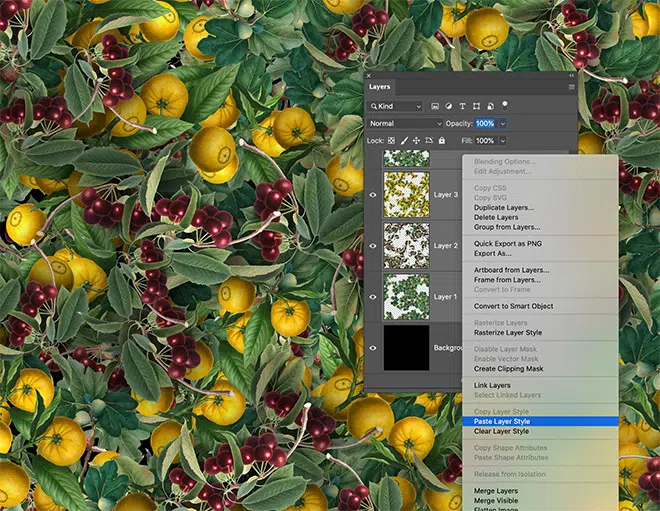 Layers
Kind
Normal
Opacity: 100%
Lock:
Fill: 100%
Layer 3
Layer 2
Layer 1
Backgrou
Blending Options...
Edit Adjustment...
Copy CSS
Copy SVG
Duplicate Layers...
Delete Layers
Group from Layers...
Quick Export as PNG
Export As...
Artboard from Layers...
Frame from Layers...
Convert to Frame
Convert to Smart Object
Rasterize Layers
Rasterize Layer Style
Disable Layer Mask
Enable Vector Mask
Create Clipping Mask
Link Layers
Select Linked Layers
Copy Layer Style
Paste Layer Style
Clear Layer Style
Copy Shape Attributes
Paste Shape Attributes
Release from Isolation
Merge Layers
Merge Visible
Flatten Image